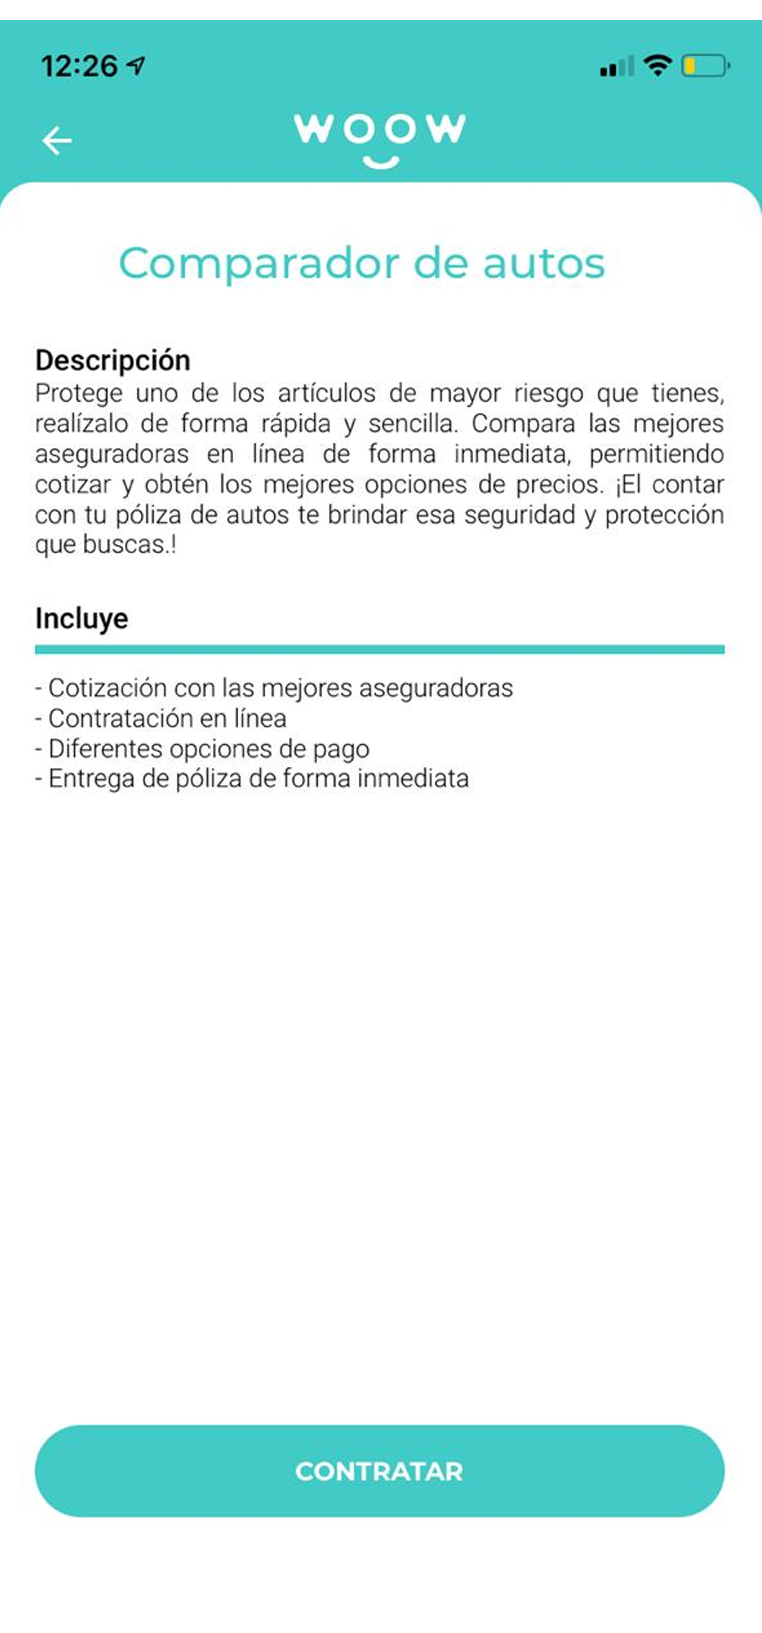 12:26
WOOW
Comparador de autos
Descripción
Protege uno de los artículos de mayor riesgo que tienes,
realízalo de forma rápida y sencilla. Compara las mejores
aseguradoras en línea de forma inmediata, permitiendo
cotizar y obtén los mejores opciones de precios. ¡El contar
con tu póliza de autos te brindar esa seguridad y protección
que buscas.!
Incluye
- Cotización con las mejores aseguradoras
- Contratación en línea
- Diferentes opciones de pago
- Entrega de póliza de forma inmediata
CONTRATAR